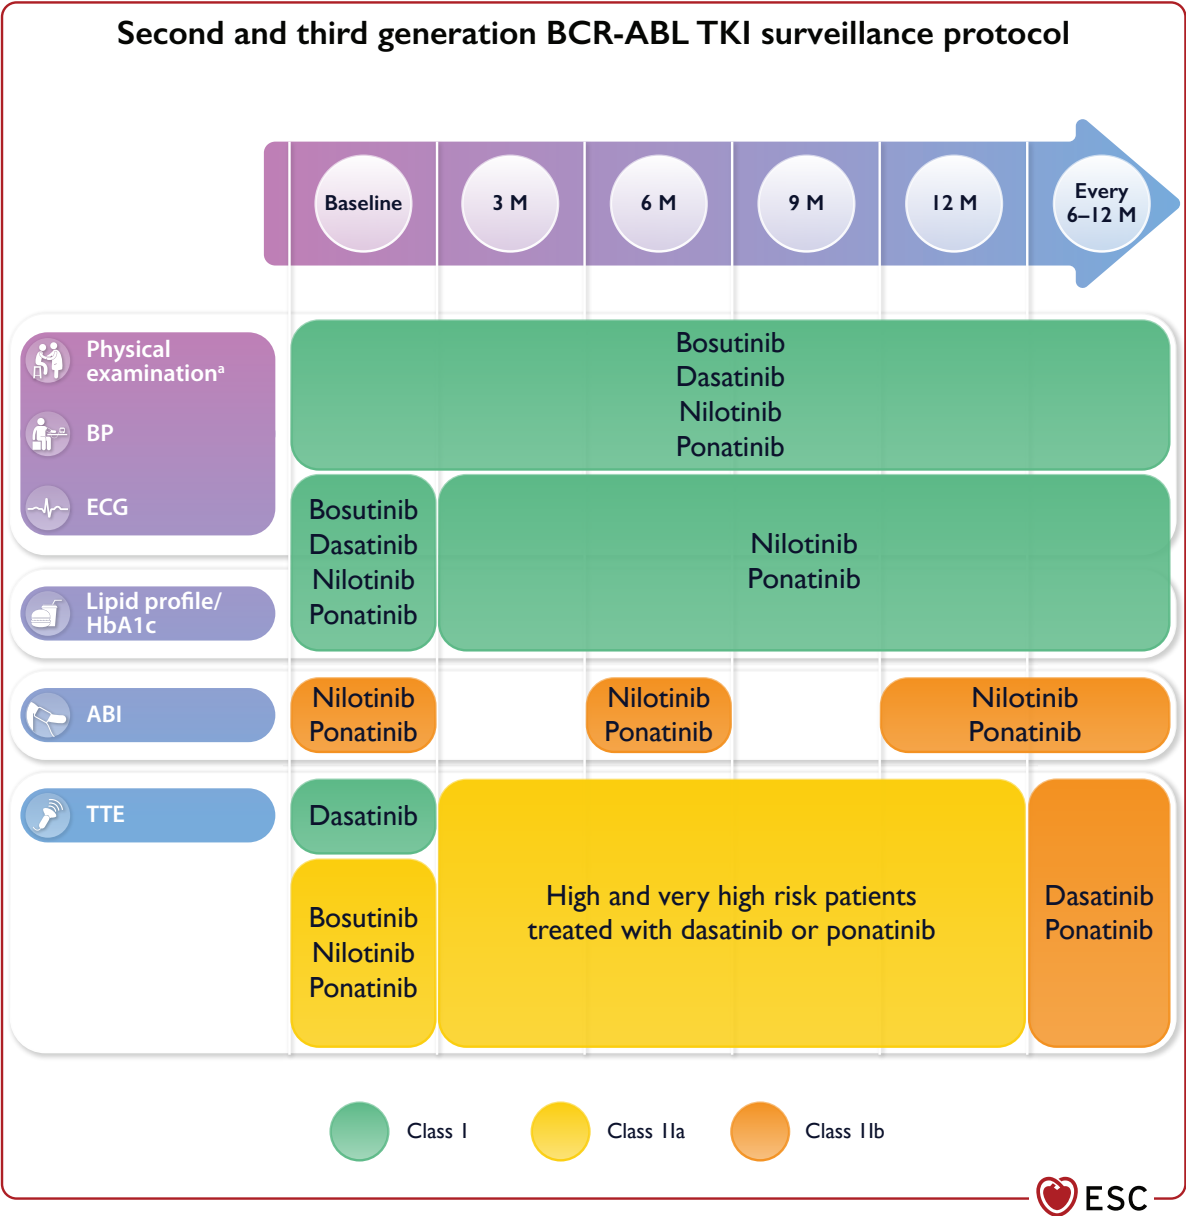 Second and third generation BCR-ABL TKI surveillance protocol
Baseline
3 M
6 M
9 M
12 M
Every
6–12 M
Physical
examinationᵃ
BP
ECG
Bosutinib
Dasatinib
Nilotinib
Ponatinib
Bosutinib
Dasatinib
Nilotinib
Ponatinib
Nilotinib
Ponatinib
Lipid profile/
HbA1c
ABI
Nilotinib
Ponatinib
Nilotinib
Ponatinib
Nilotinib
Ponatinib
TTE
Dasatinib
Bosutinib
Nilotinib
Ponatinib
High and very high risk patients
treated with dasatinib or ponatinib
Dasatinib
Ponatinib
Class I
Class IIa
Class IIb
ESC